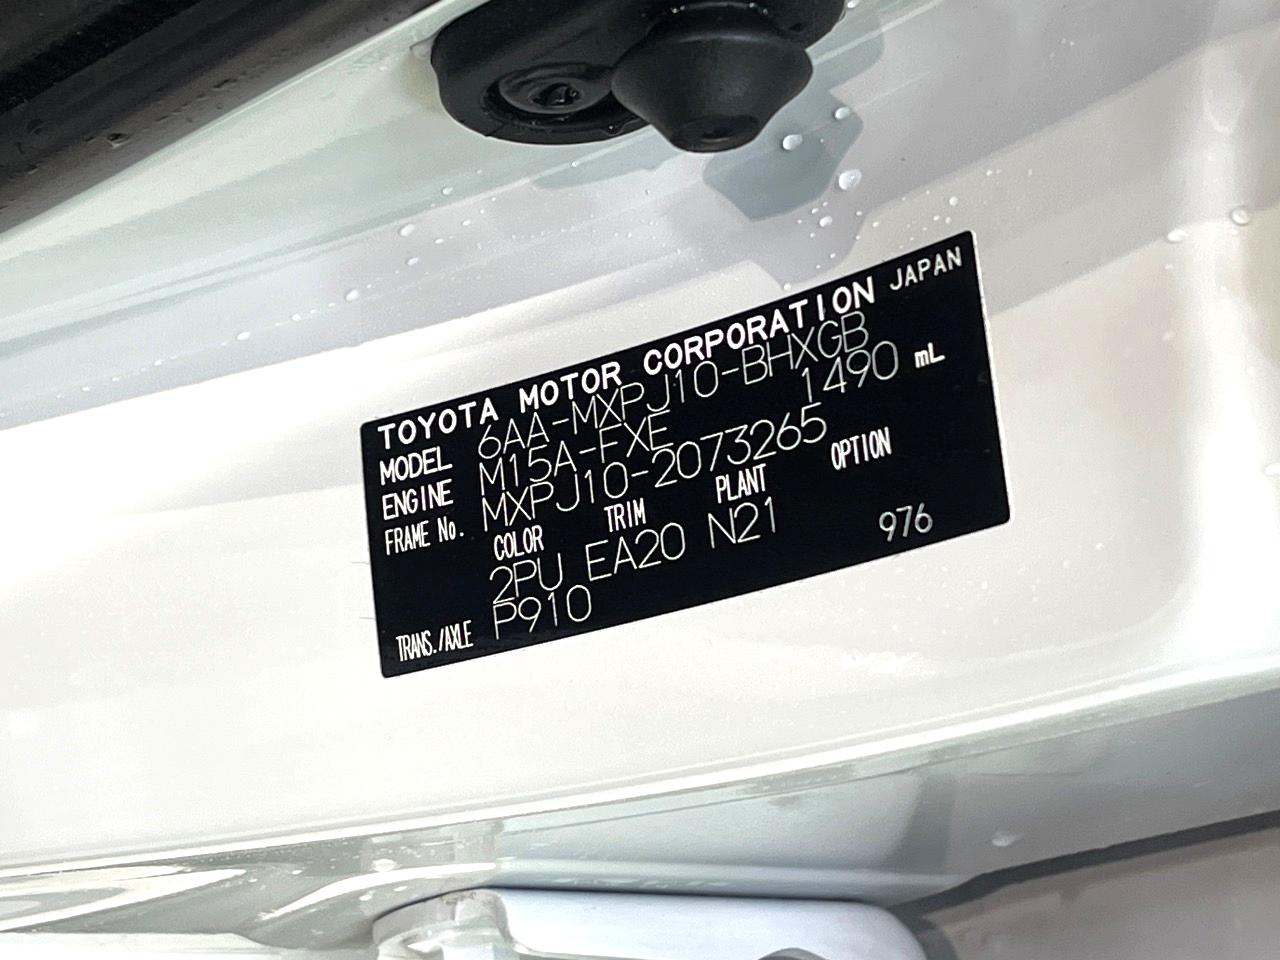 TOYOTA MOTOR CORPORATION JAPAN
MODEL 6AA-MXPJ10-BHXGB
ENGINE M15A-FXE 1490 mL
FRAME No. MXPJ10-2073265
COLOR TRIM PLANT OPTION
2PU EA20 N21 976
TRANS./AXLE P910